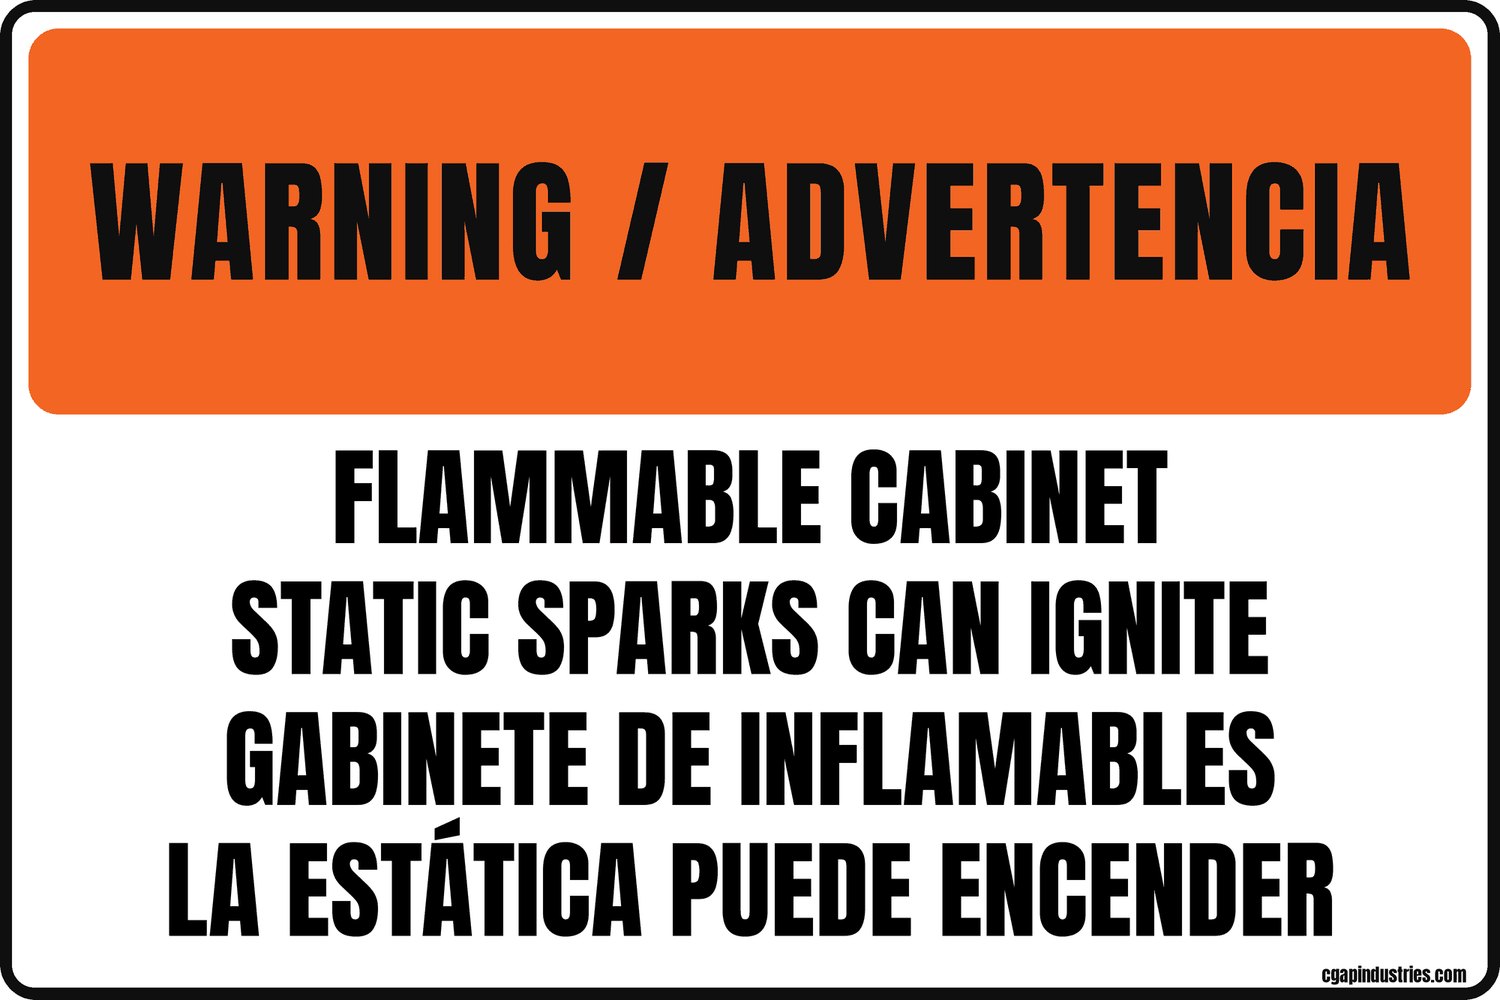 WARNING / ADVERTENCIA
FLAMMABLE CABINET
STATIC SPARKS CAN IGNITE
GABINETE DE INFLAMABLES
LA ESTÁTICA PUEDE ENCENDER
cgapindustries.com